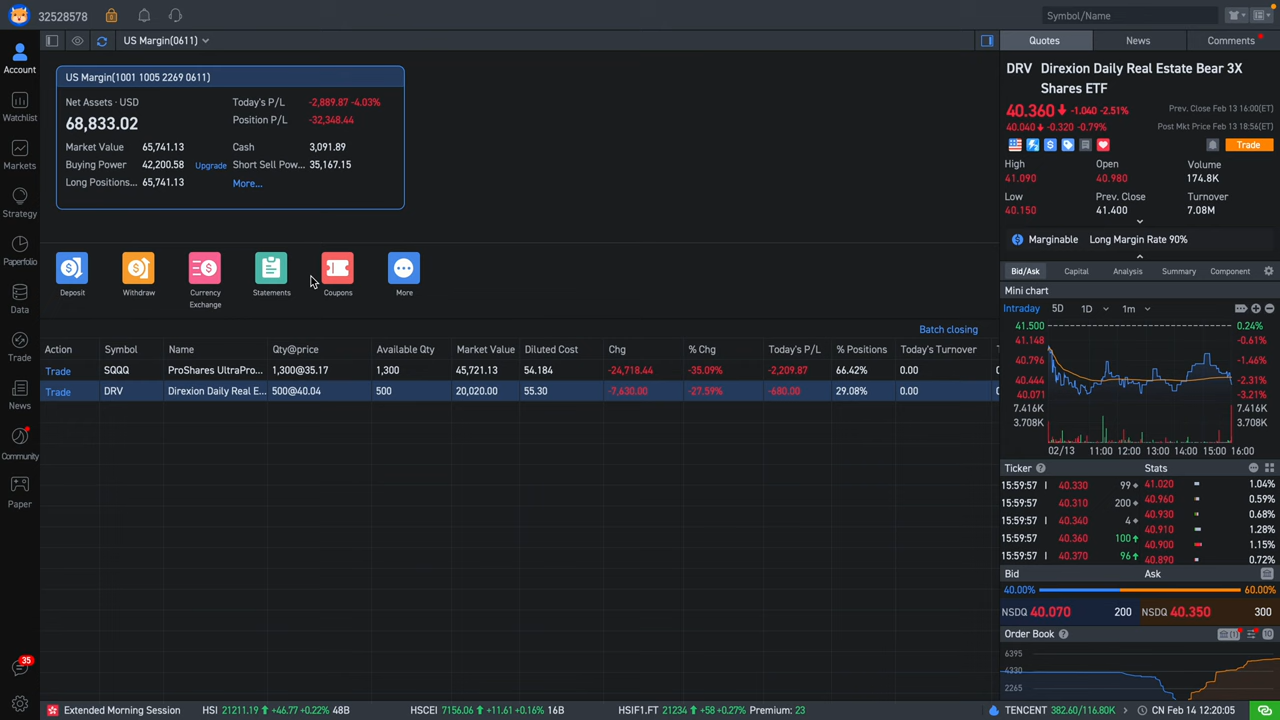 32528578
Symbol/Name
US Margin(0611)
Account
Watchlist
Markets
Strategy
Paperfolio
Data
Trade
News
Community
Paper
35
US Margin(1001 1005 2269 0611)
Net Assets · USD
68,833.02
Today's P/L -2,889.87 -4.03%
Position P/L -32,348.44
Market Value 65,741.13 Cash 3,091.89
Buying Power 42,200.58 Upgrade Short Sell Pow... 35,167.15
Long Positions... 65,741.13 More...
Deposit
Withdraw
Currency
Exchange
Statements
Coupons
More
Batch closing
Action Symbol Name Qty@price Available Qty Market Value Diluted Cost Chg % Chg Today's P/L % Positions Today's Turnover
Trade SQQQ ProShares UltraPro... 1,300@35.17 1,300 45,721.13 54.184 -24,718.44 -35.09% -2,209.87 66.42% 0.00
Trade DRV Direxion Daily Real E... 500@40.04 500 20,020.00 55.30 -7,630.00 -27.59% -680.00 29.08% 0.00
Quotes News Comments
DRV Direxion Daily Real Estate Bear 3X
Shares ETF
40.360 -1.040 -2.51% Prev. Close Feb 13 16:00(ET)
40.040 -0.320 -0.79% Post Mkt Price Feb 13 18:56(ET)
Trade
High Open Volume
41.090 40.980 174.8K
Low Prev. Close Turnover
40.150 41.400 7.08M
Marginable Long Margin Rate 90%
Bid/Ask Capital Analysis Summary Component
Mini chart
Intraday 5D 1D 1m
41.500 0.24%
41.148 -0.61%
40.796 -1.46%
40.444 -2.31%
40.071 -3.21%
7.416K 7.416K
3.708K 3.708K
02/13 11:00 12:00 13:00 14:00 15:00 16:00
Ticker Stats
15:59:57 40.330 99 41.020 1.04%
15:59:57 40.310 200 40.960 0.59%
15:59:57 40.340 4 40.930 0.68%
15:59:57 40.360 100 40.910 1.28%
15:59:57 40.370 96 40.900 1.15%
40.890 0.72%
Bid Ask
40.00% 60.00%
NSDQ 40.070 200 NSDQ 40.350 300
Order Book
10
6395
4330
2265
Extended Morning Session HSI 21211.19 +46.77 +0.22% 48B HSCEI 7156.06 +11.61 +0.16% 16B HSIF1.FT 21234 +58 +0.27% Premium: 23 TENCENT 382.60/116.80K CN Feb 14 12:20:05